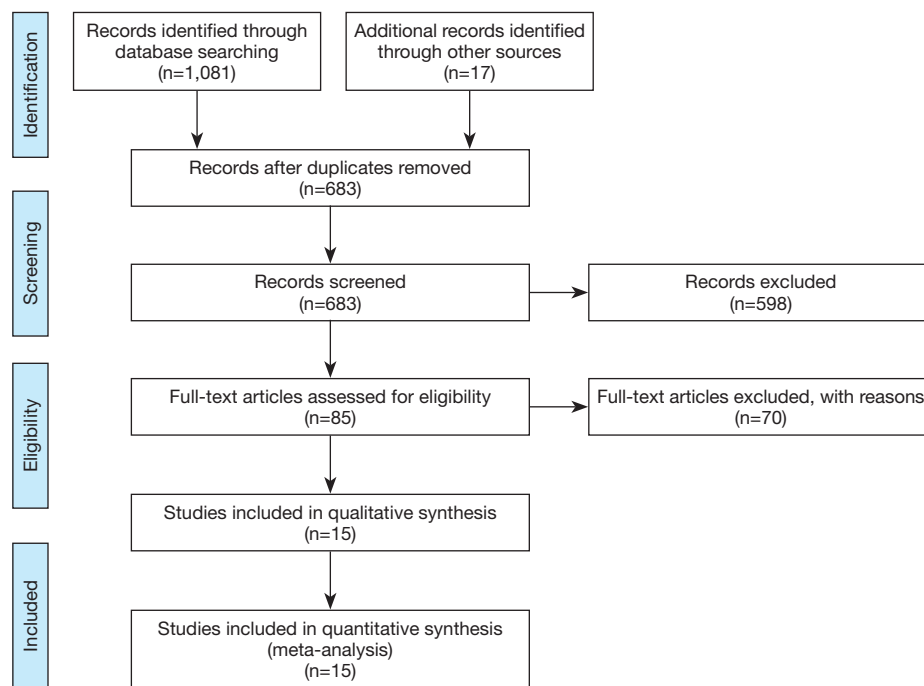 Identification
Records identified through
database searching
(n=1,081)
Additional records identified
through other sources
(n=17)
Records after duplicates removed
(n=683)
Screening
Records screened
(n=683)
Records excluded
(n=598)
Eligibility
Full-text articles assessed for eligibility
(n=85)
Full-text articles excluded, with reasons
(n=70)
Studies included in qualitative synthesis
(n=15)
Included
Studies included in quantitative synthesis
(meta-analysis)
(n=15)